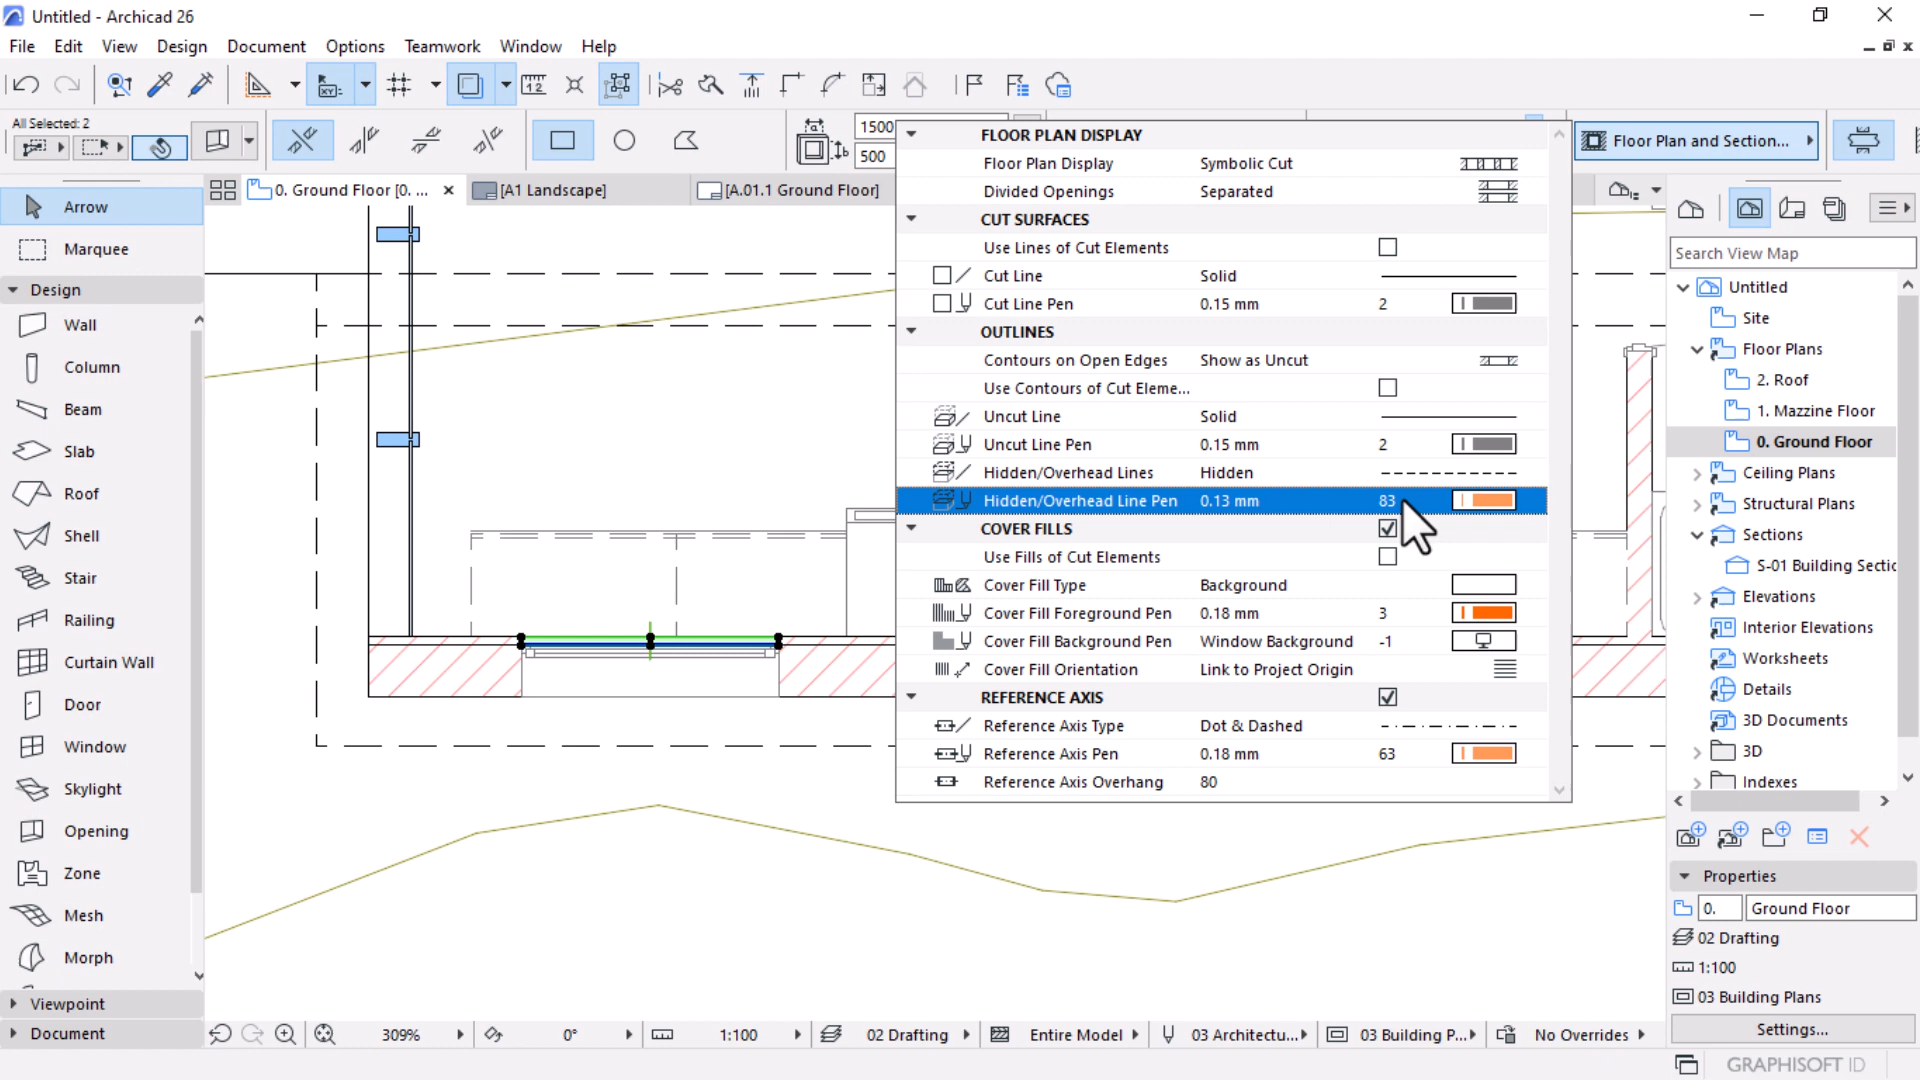 Untitled - Archicad 26
File Edit View Design Document Options Teamwork Window Help
All Selected: 2
1500
500
Floor Plan and Section...
0. Ground Floor [0. ...
[A1 Landscape]
[A.01.1 Ground Floor]
Arrow
Marquee
Design
Wall
Column
Beam
Slab
Roof
Shell
Stair
Railing
Curtain Wall
Door
Window
Skylight
Opening
Zone
Mesh
Morph
Viewpoint
Document
FLOOR PLAN DISPLAY
Floor Plan Display Symbolic Cut
Divided Openings Separated
CUT SURFACES
Use Lines of Cut Elements
Cut Line Solid
Cut Line Pen 0.15 mm 2
OUTLINES
Contours on Open Edges Show as Uncut
Use Contours of Cut Eleme...
Uncut Line Solid
Uncut Line Pen 0.15 mm 2
Hidden/Overhead Lines Hidden
Hidden/Overhead Line Pen 0.13 mm 83
COVER FILLS
Use Fills of Cut Elements
Cover Fill Type Background
Cover Fill Foreground Pen 0.18 mm 3
Cover Fill Background Pen Window Background -1
Cover Fill Orientation Link to Project Origin
REFERENCE AXIS
Reference Axis Type Dot & Dashed
Reference Axis Pen 0.18 mm 63
Reference Axis Overhang 80
Search View Map
Untitled
Site
Floor Plans
2. Roof
1. Mazzine Floor
0. Ground Floor
Ceiling Plans
Structural Plans
Sections
S-01 Building Sectic
Elevations
Interior Elevations
Worksheets
Details
3D Documents
3D
Indexes
Properties
0. Ground Floor
02 Drafting
1:100
03 Building Plans
Settings...
309% 0° 1:100 02 Drafting Entire Model 03 Architectu... 03 Building P... No Overrides
GRAPHISOFT ID